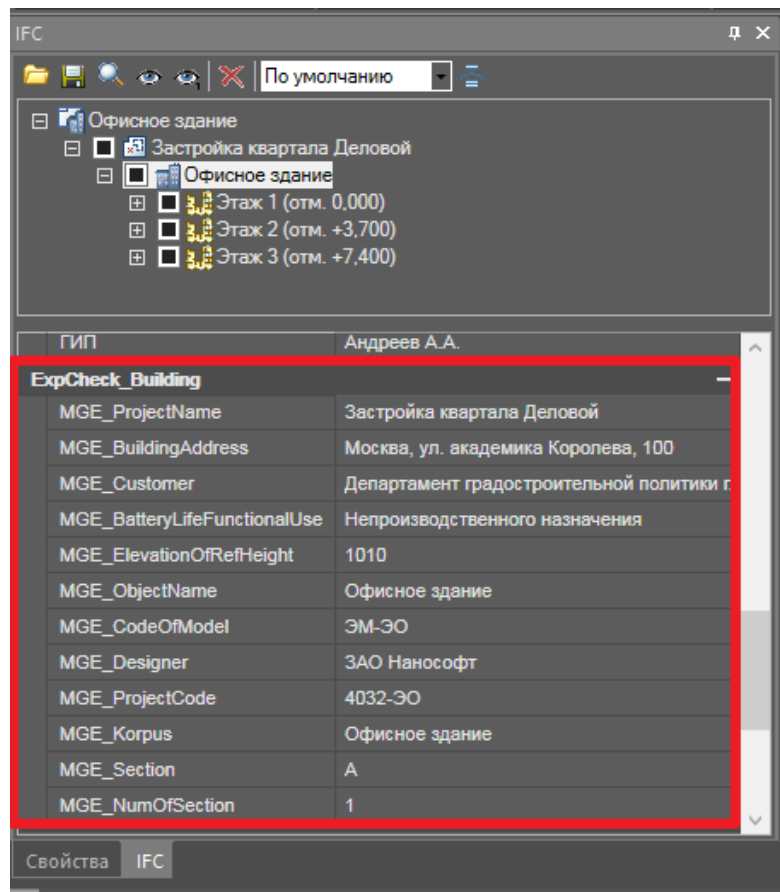 IFC
По умолчанию
Офисное здание
Застройка квартала Деловой
Офисное здание
Этаж 1 (отм. 0,000)
Этаж 2 (отм. +3,700)
Этаж 3 (отм. +7,400)
ГИП Андреев А.А.
ExpCheck_Building
MGE_ProjectName Застройка квартала Деловой
MGE_BuildingAddress Москва, ул. академика Королева, 100
MGE_Customer Департамент градостроительной политики г.
MGE_BatteryLifeFunctionalUse Непроизводственного назначения
MGE_ElevationOfRefHeight 1010
MGE_ObjectName Офисное здание
MGE_CodeOfModel ЭМ-ЭО
MGE_Designer ЗАО Нанософт
MGE_ProjectCode 4032-ЭО
MGE_Korpus Офисное здание
MGE_Section А
MGE_NumOfSection 1
Свойства IFC